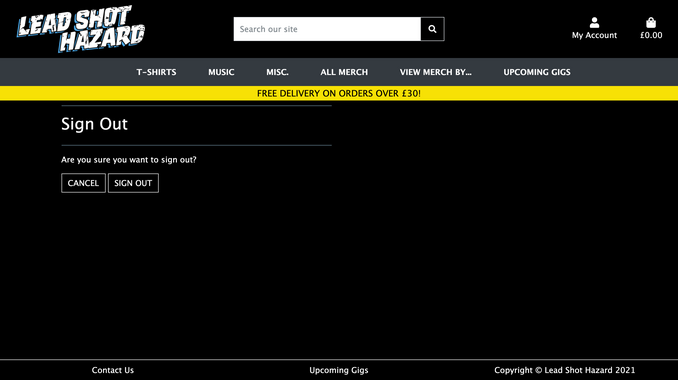 LEAD SHOT
HAZARD
Search our site
My Account
£0.00
T-SHIRTS MUSIC MISC. ALL MERCH VIEW MERCH BY... UPCOMING GIGS
FREE DELIVERY ON ORDERS OVER £30!
Sign Out
Are you sure you want to sign out?
CANCEL SIGN OUT
Contact Us Upcoming Gigs Copyright © Lead Shot Hazard 2021